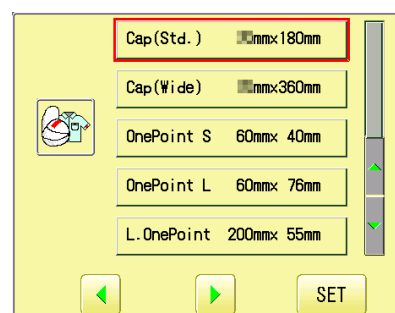 Cap(Std.) mm×180mm
Cap(Wide) mm×360mm
OnePoint S 60mm× 40mm
OnePoint L 60mm× 76mm
L.OnePoint 200mm× 55mm
SET